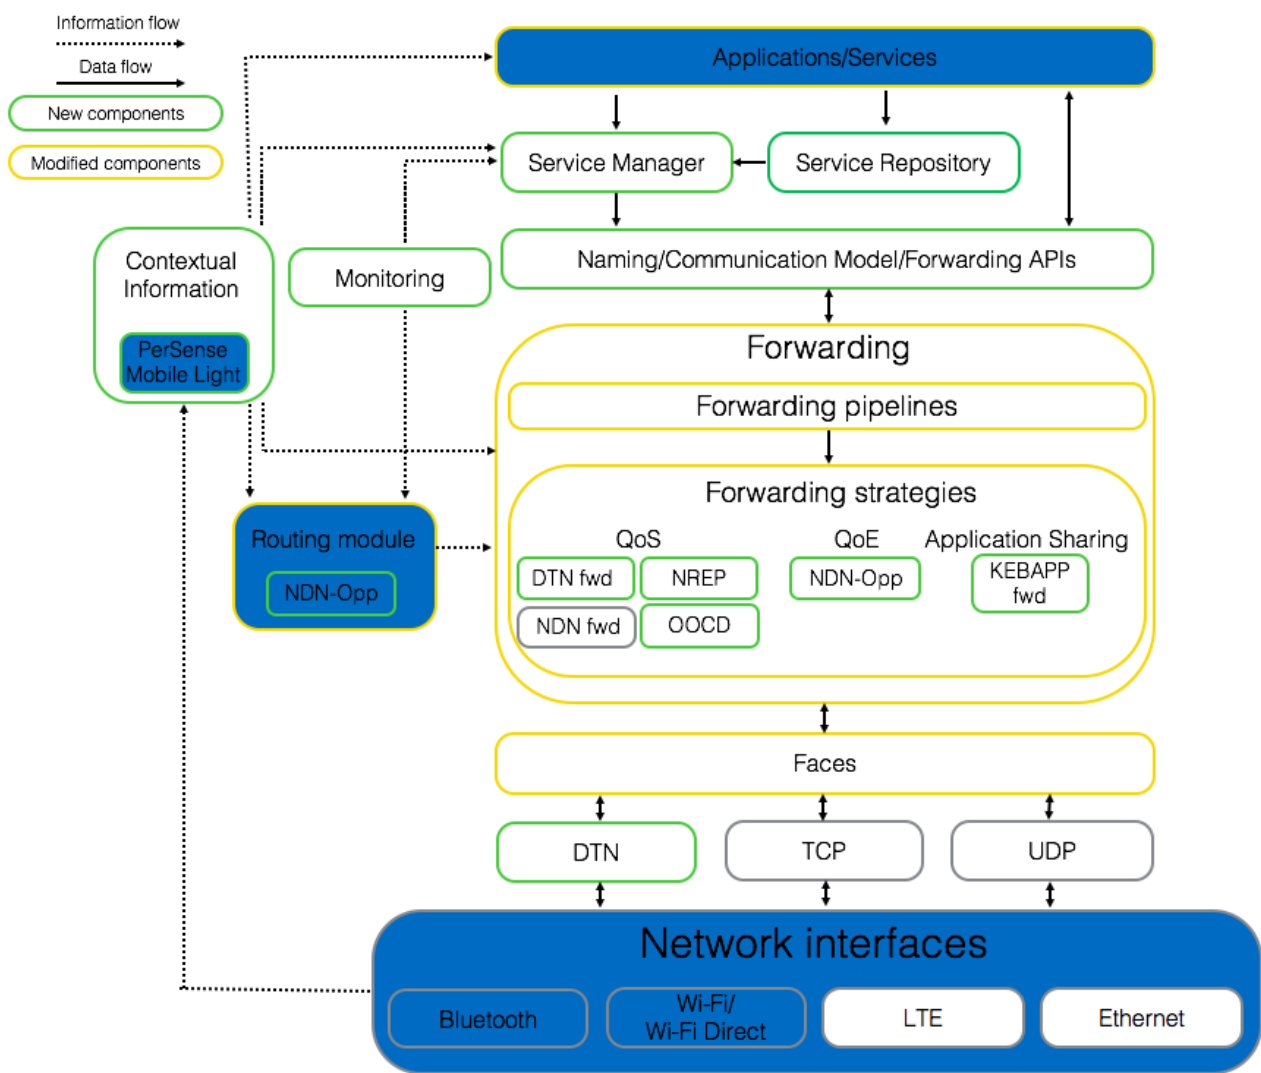 Information flow
Data flow
New components
Modified components
Applications/Services
Service Manager
Service Repository
Contextual
Information
PerSense
Mobile Light
Monitoring
Naming/Communication Model/Forwarding APIs
Forwarding
Forwarding pipelines
Forwarding strategies
QoS
QoE
Application Sharing
DTN fwd
NREP
NDN-Opp
KEBAPP
fwd
NDN fwd
OOCD
Routing module
NDN-Opp
Faces
DTN
TCP
UDP
Network interfaces
Bluetooth
Wi-Fi/
Wi-Fi Direct
LTE
Ethernet